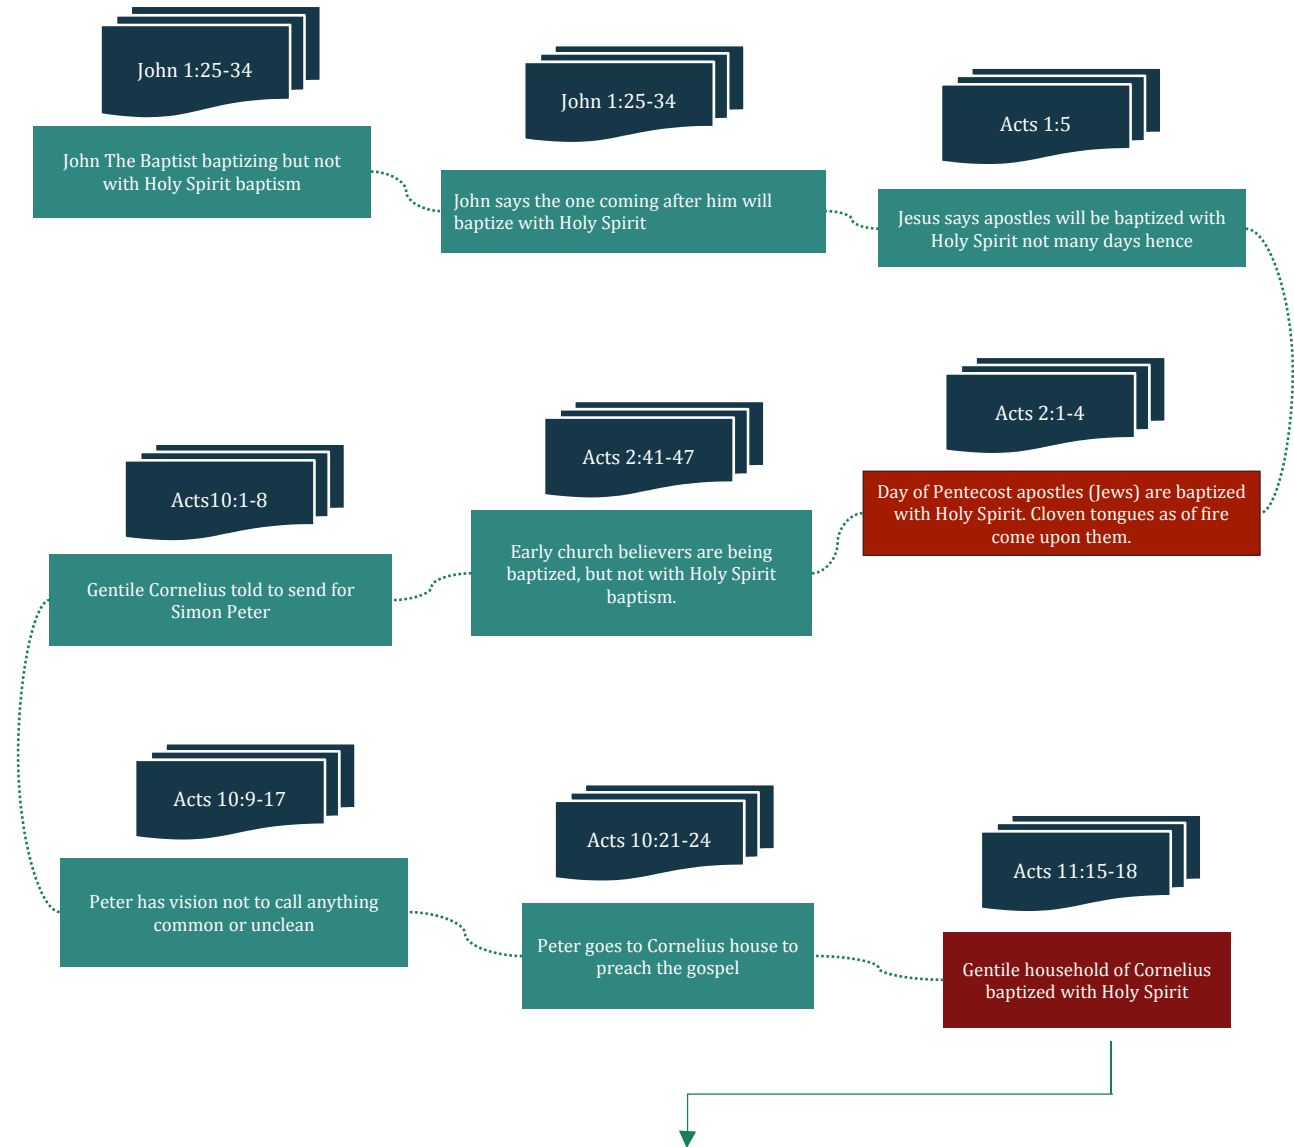 John 1:25-34
John The Baptist baptizing but not
with Holy Spirit baptism
John 1:25-34
John says the one coming after him will
baptize with Holy Spirit
Acts 1:5
Jesus says apostles will be baptized with
Holy Spirit not many days hence
Acts 2:1-4
Day of Pentecost apostles (Jews) are baptized
with Holy Spirit. Cloven tongues as of fire
come upon them.
Acts 2:41-47
Early church believers are being
baptized, but not with Holy Spirit
baptism.
Acts10:1-8
Gentile Cornelius told to send for
Simon Peter
Acts 10:9-17
Peter has vision not to call anything
common or unclean
Acts 10:21-24
Peter goes to Cornelius house to
preach the gospel
Acts 11:15-18
Gentile household of Cornelius
baptized with Holy Spirit